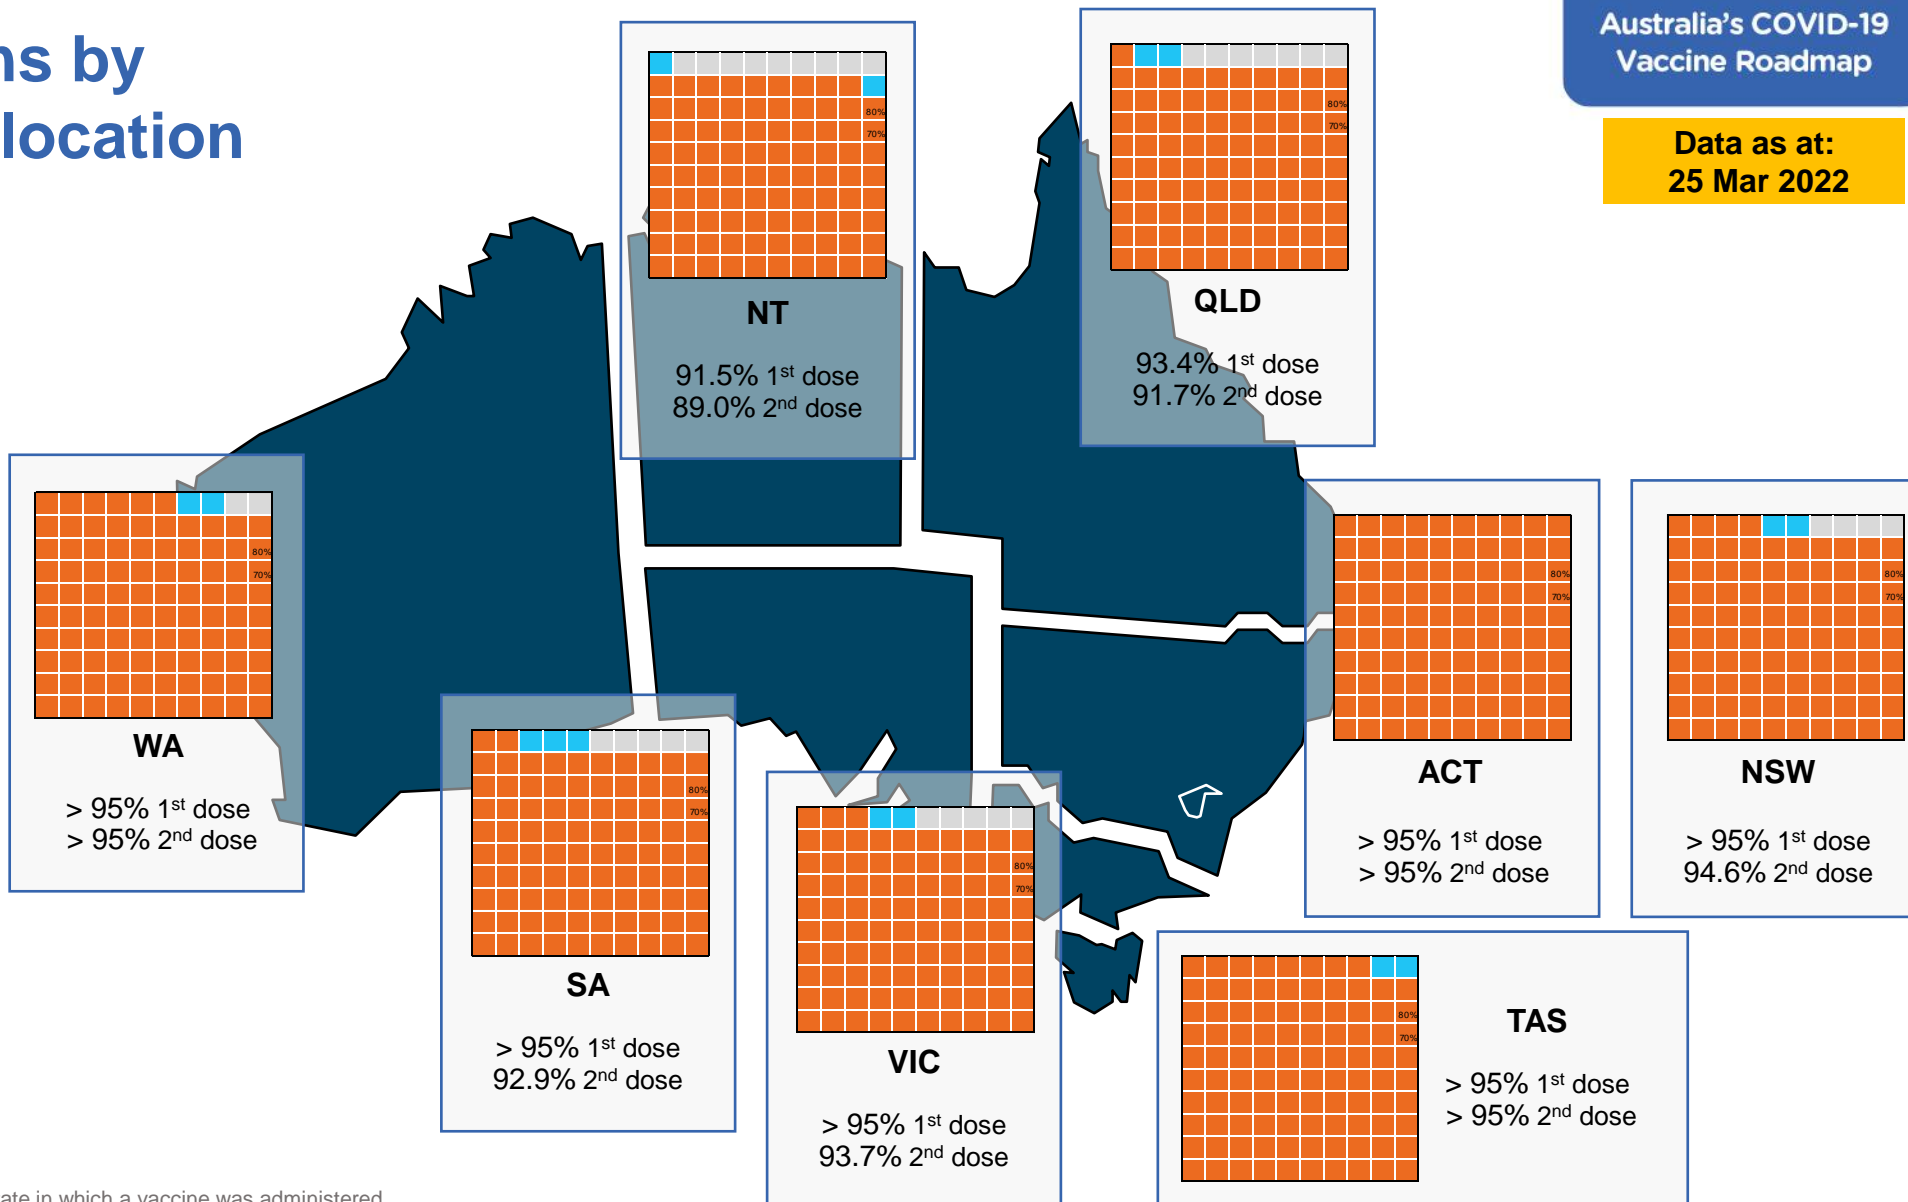 ns by
location
Australia's COVID-19
Vaccine Roadmap
Data as at:
25 Mar 2022
80%
70%
NT
91.5% 1st dose
89.0% 2nd dose
80%
70%
QLD
93.4% 1st dose
91.7% 2nd dose
80%
70%
WA
> 95% 1st dose
> 95% 2nd dose
80%
70%
SA
> 95% 1st dose
92.9% 2nd dose
80%
70%
VIC
> 95% 1st dose
93.7% 2nd dose
80%
70%
ACT
> 95% 1st dose
> 95% 2nd dose
80%
70%
NSW
> 95% 1st dose
94.6% 2nd dose
80%
70%
TAS
> 95% 1st dose
> 95% 2nd dose
ate in which a vaccine was administered